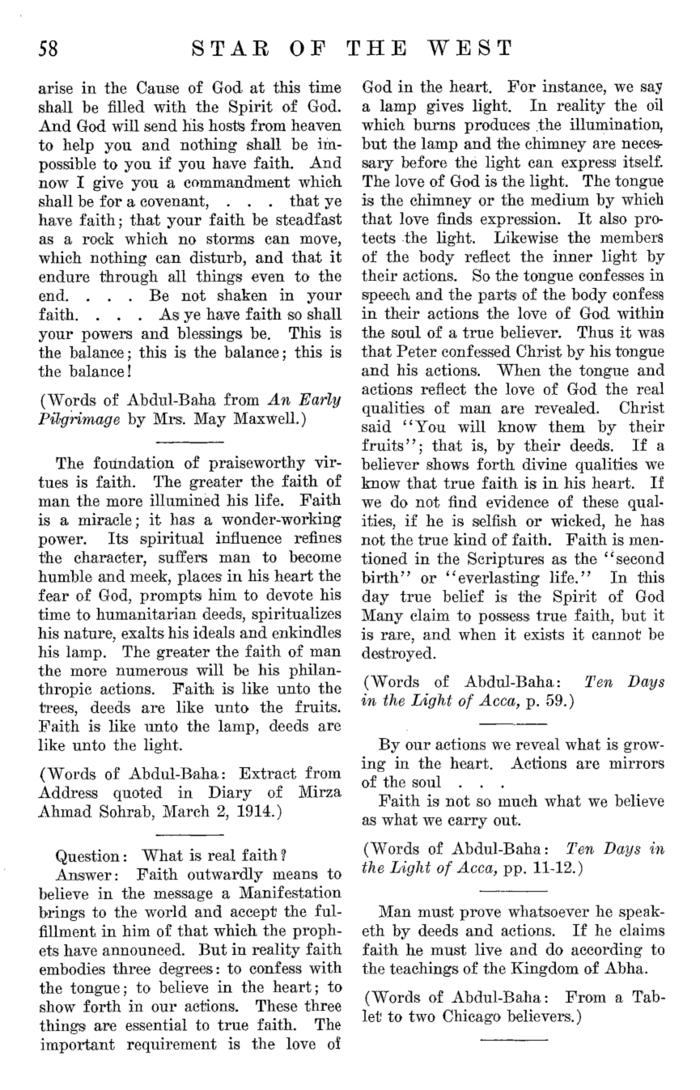 58 STAR OF THE WEST
arise in the Cause of God at this time
shall be filled with the Spirit of God.
And God will send his hosts from heaven
to help you and nothing shall be im-
possible to you if you have faith. And
now I give you a commandment which
shall be for a covenant, . . . that ye
have faith; that your faith be steadfast
as a rock which no storms can move,
which nothing can disturb, and that it
endure through all things even to the
end. . . . Be not shaken in your
faith. . . . As ye have faith so shall
your powers and blessings be. This is
the balance; this is the balance; this is
the balance!
(Words of Abdul-Baha from An Early
Pilgrimage by Mrs. May Maxwell.)
The foundation of praiseworthy vir-
tues is faith. The greater the faith of
man the more illumined his life. Faith
is a miracle; it has a wonder-working
power. Its spiritual influence refines
the character, suffers man to become
humble and meek, places in his heart the
fear of God, prompts him to devote his
time to humanitarian deeds, spiritualizes
his nature, exalts his ideals and enkindles
his lamp. The greater the faith of man
the more numerous will be his philan-
thropic actions. Faith is like unto the
trees, deeds are like unto the fruits.
Faith is like unto the lamp, deeds are
like unto the light.
(Words of Abdul-Baha: Extract from
Address quoted in Diary of Mirza
Ahmad Sohrab, March 2, 1914.)
Question: What is real faith?
Answer: Faith outwardly means to
believe in the message a Manifestation
brings to the world and accept the ful-
fillment in him of that which the proph-
ets have announced. But in reality faith
embodies three degrees: to confess with
the tongue; to believe in the heart; to
show forth in our actions. These three
things are essential to true faith. The
important requirement is the love of
God in the heart. For instance, we say
a lamp gives light. In reality the oil
which burns produces the illumination,
but the lamp and the chimney are neces-
sary before the light can express itself.
The love of God is the light. The tongue
is the chimney or the medium by which
that love finds expression. It also pro-
tects the light. Likewise the members
of the body reflect the inner light by
their actions. So the tongue confesses in
speech and the parts of the body confess
in their actions the love of God within
the soul of a true believer. Thus it was
that Peter confessed Christ by his tongue
and his actions. When the tongue and
actions reflect the love of God the real
qualities of man are revealed. Christ
said "You will know them by their
fruits"; that is, by their deeds. If a
believer shows forth divine qualities we
know that true faith is in his heart. If
we do not find evidence of these qual-
ities, if he is selfish or wicked, he has
not the true kind of faith. Faith is men-
tioned in the Scriptures as the "second
birth" or "everlasting life." In this
day true belief is the Spirit of God
Many claim to possess true faith, but it
is rare, and when it exists it cannot be
destroyed.
(Words of Abdul-Baha: Ten Days
in the Light of Acca, p. 59.)
By our actions we reveal what is grow-
ing in the heart. Actions are mirrors
of the soul . . .
Faith is not so much what we believe
as what we carry out.
(Words of Abdul-Baha: Ten Days in
the Light of Acca, pp. 11-12.)
Man must prove whatsoever he speak-
eth by deeds and actions. If he claims
faith he must live and do according to
the teachings of the Kingdom of Abha.
(Words of Abdul-Baha: From a Tab-
let to two Chicago believers.)